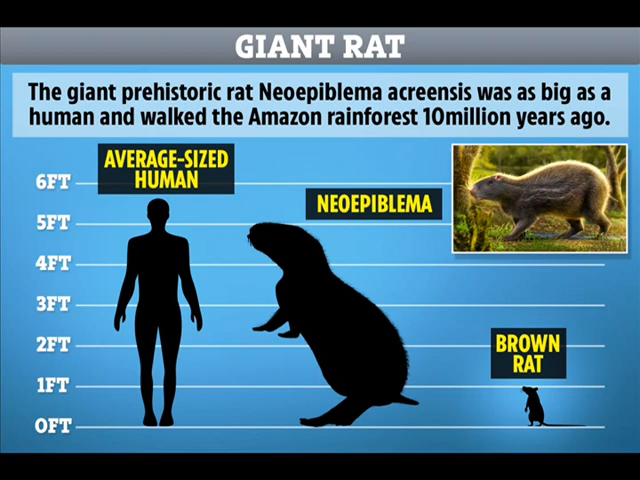 GIANT RAT
The giant prehistoric rat Neoepiblema acreensis was as big as a
human and walked the Amazon rainforest 10million years ago.
AVERAGE-SIZED
HUMAN
NEOEPIBLEMA
BROWN
RAT
6FT
5FT
4FT
3FT
2FT
1FT
0FT